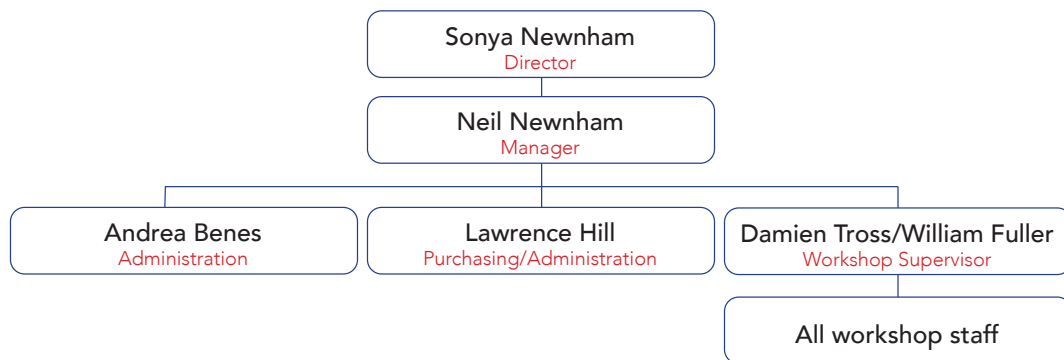 Sonya Newnham
Director
Neil Newnham
Manager
Andrea Benes
Administration
Lawrence Hill
Purchasing/Administration
Damien Tross/William Fuller
Workshop Supervisor
All workshop staff